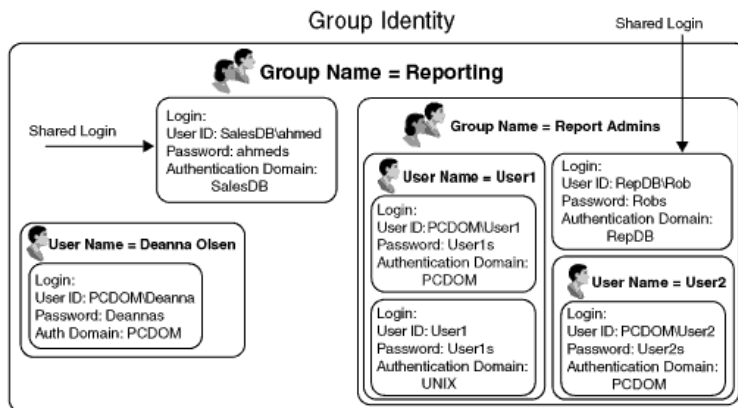 Group Identity
Shared Login
Group Name = Reporting
Shared Login
Login:
User ID: SalesDB\ahmed
Password: ahmeds
Authentication Domain:
SalesDB
User Name = Deanna Olsen
Login:
User ID: PCDOM\Deanna
Password: Deannas
Auth Domain: PCDOM
Group Name = Report Admins
User Name = User1
Login:
User ID: PCDOM\User1
Password: User1s
Authentication Domain:
PCDOM
Login:
User ID: User1
Password: User1s
Authentication Domain:
UNIX
Login:
User ID: RepDB\Rob
Password: Robs
Authentication Domain:
RepDB
User Name = User2
Login:
User ID: PCDOM\User2
Password: User2s
Authentication Domain:
PCDOM